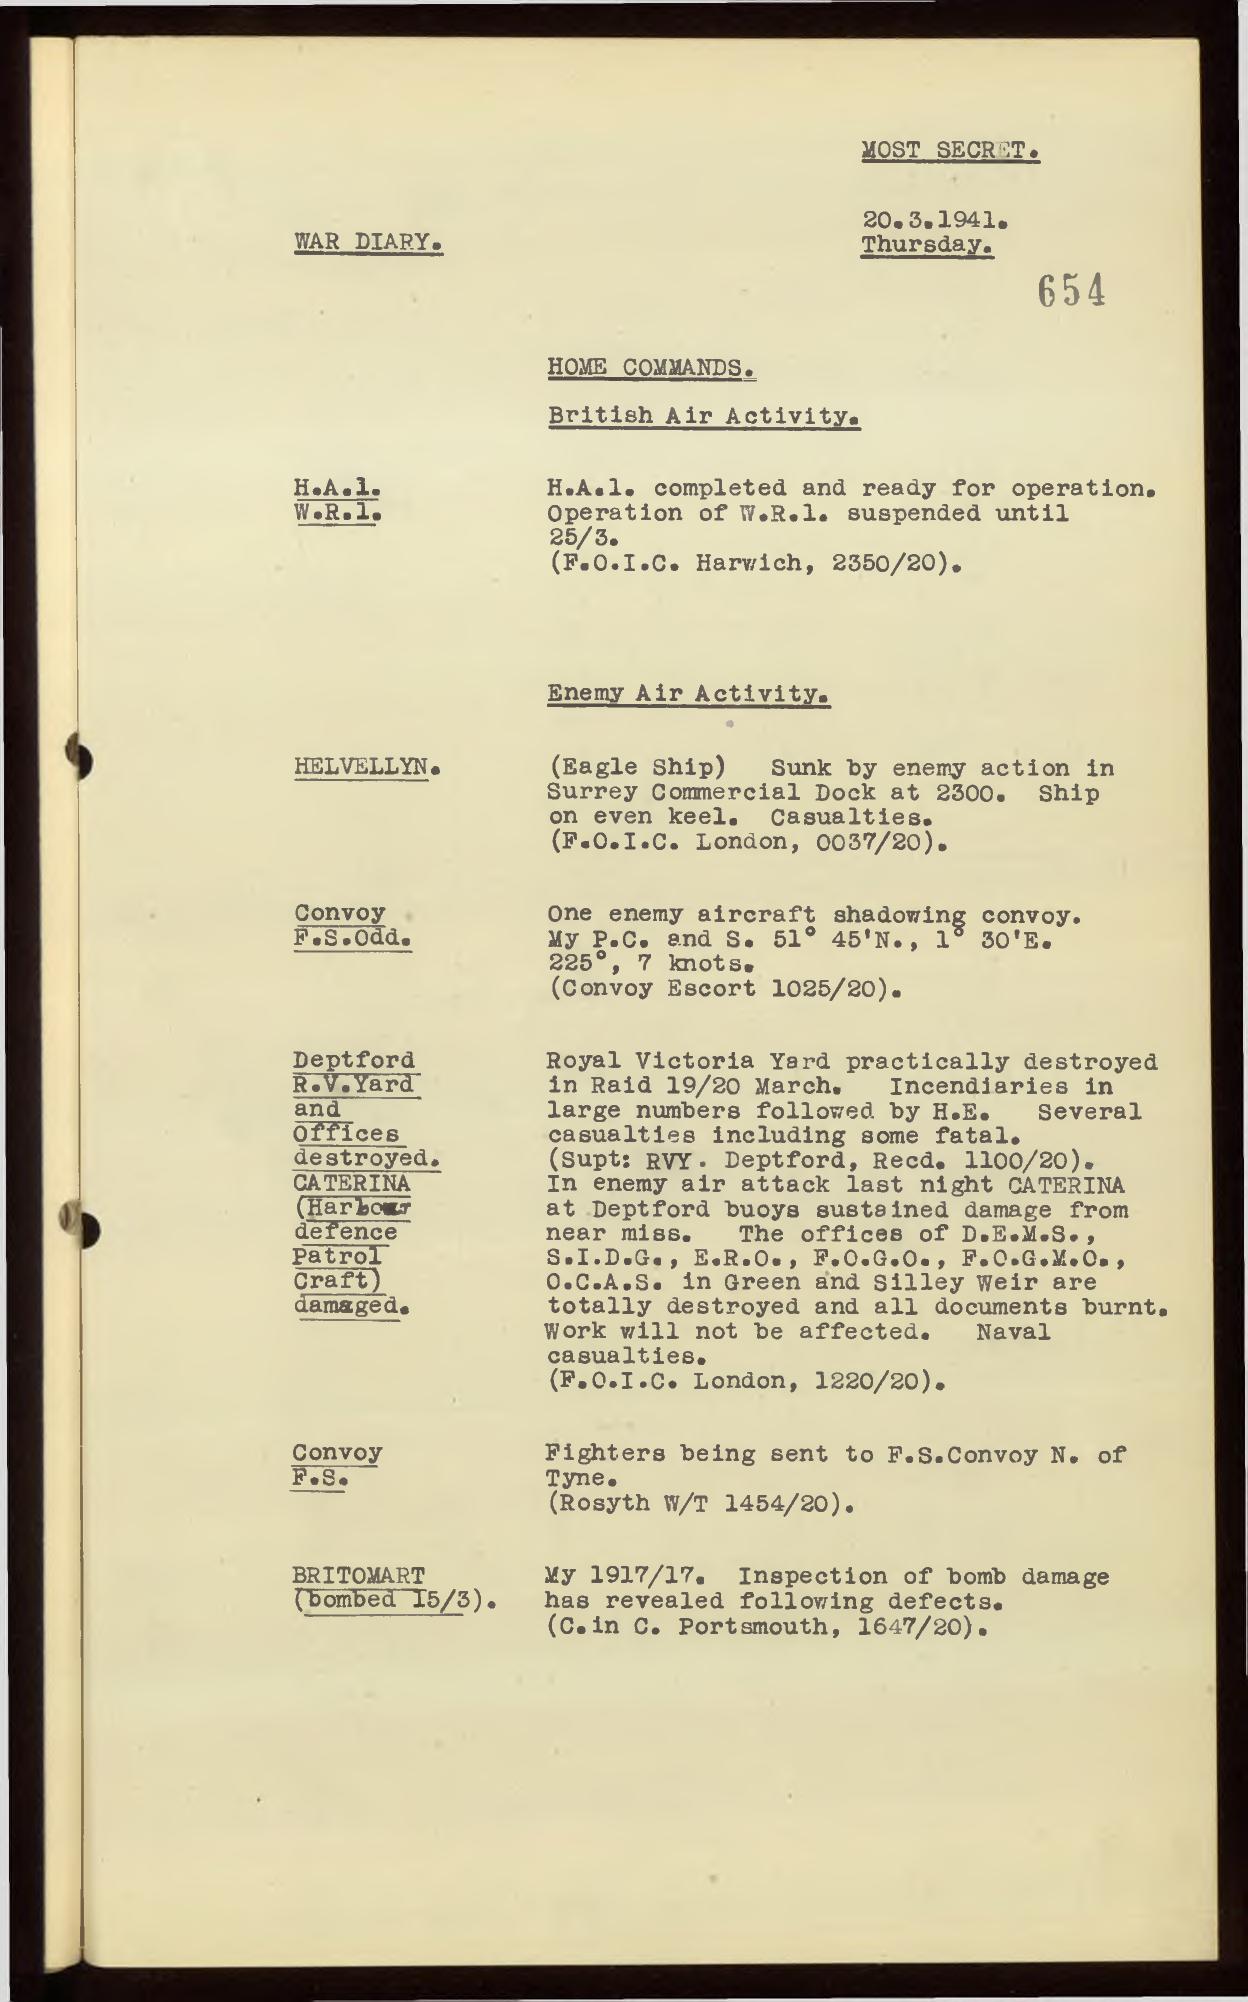 MOST SECRET.
20.3.1941.
WAR DIARY.
Thursday.
654
HOME COMMANDS.
British Air Activity.
H.A.1.
W.R.1.
H.A.1. completed and ready for operation.
Operation of W.R.1. suspended until
25/3.
(F.O.I.C. Harwich, 2350/20).
Enemy Air Activity.
HELVELLYN.
(Eagle Ship) Sunk by enemy action in
Surrey Commercial Dock at 2300. Ship
on even keel. Casualties.
(F.O.I.C. London, 0037/20).
Convoy
F.S.Odd.
One enemy aircraft shadowing convoy.
My P.C. and S. 51° 45'N., 1° 30'E.
225°, 7 knots.
(Convoy Escort 1025/20).
Deptford
R.V.Yard
and
Offices
destroyed.
CATERINA
(Harbour
defence
Patrol
Craft)
damaged.
Royal Victoria Yard practically destroyed
in Raid 19/20 March. Incendiaries in
large numbers followed by H.E. Several
casualties including some fatal.
(Supt: RVY. Deptford, Recd. 1100/20).
In enemy air attack last night CATERINA
at Deptford buoys sustained damage from
near miss. The offices of D.E.M.S.,
S.I.D.G., E.R.O., F.O.G.O., F.O.G.M.O.,
O.C.A.S. in Green and Silley Weir are
totally destroyed and all documents burnt.
Work will not be affected. Naval
casualties.
(F.O.I.C. London, 1220/20).
Convoy
F.S.
Fighters being sent to F.S.Convoy N. of
Tyne.
(Rosyth W/T 1454/20).
BRITOMART
(bombed 15/3).
My 1917/17. Inspection of bomb damage
has revealed following defects.
(C.in C. Portsmouth, 1647/20).